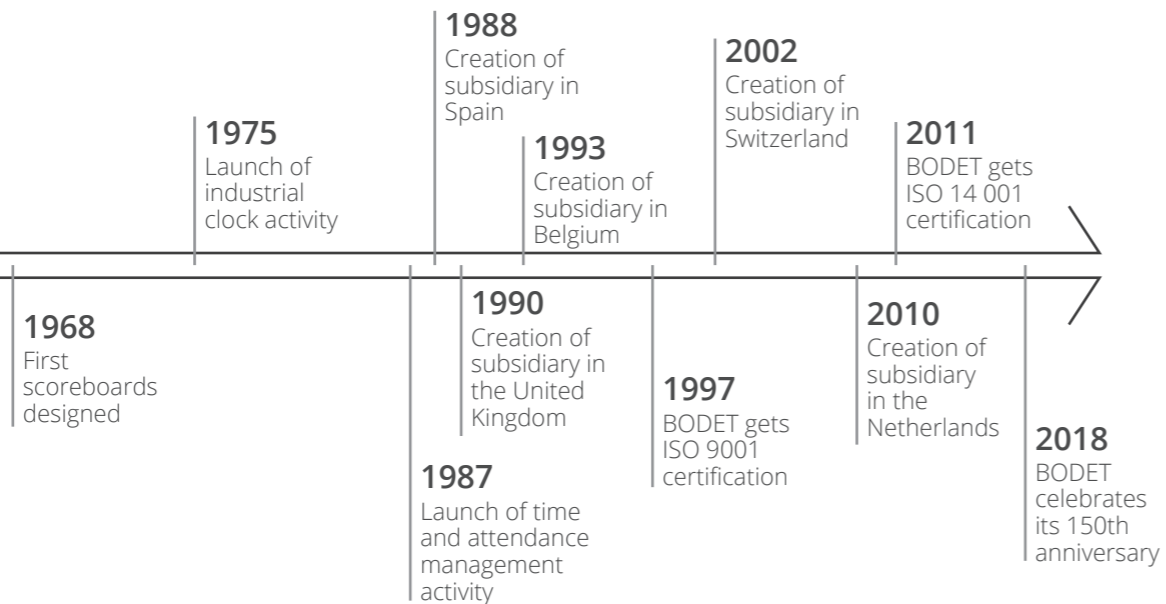 1968
First
scoreboards
designed
1975
Launch of
industrial
clock activity
1987
Launch of time
and attendance
management
activity
1988
Creation of
subsidiary in
Spain
1990
Creation of
subsidiary in
the United
Kingdom
1993
Creation of
subsidiary in
Belgium
1997
BODET gets
ISO 9001
certification
2002
Creation of
subsidiary in
Switzerland
2010
Creation of
subsidiary
in the
Netherlands
2011
BODET gets
ISO 14 001
certification
2018
BODET
celebrates
its 150th
anniversary